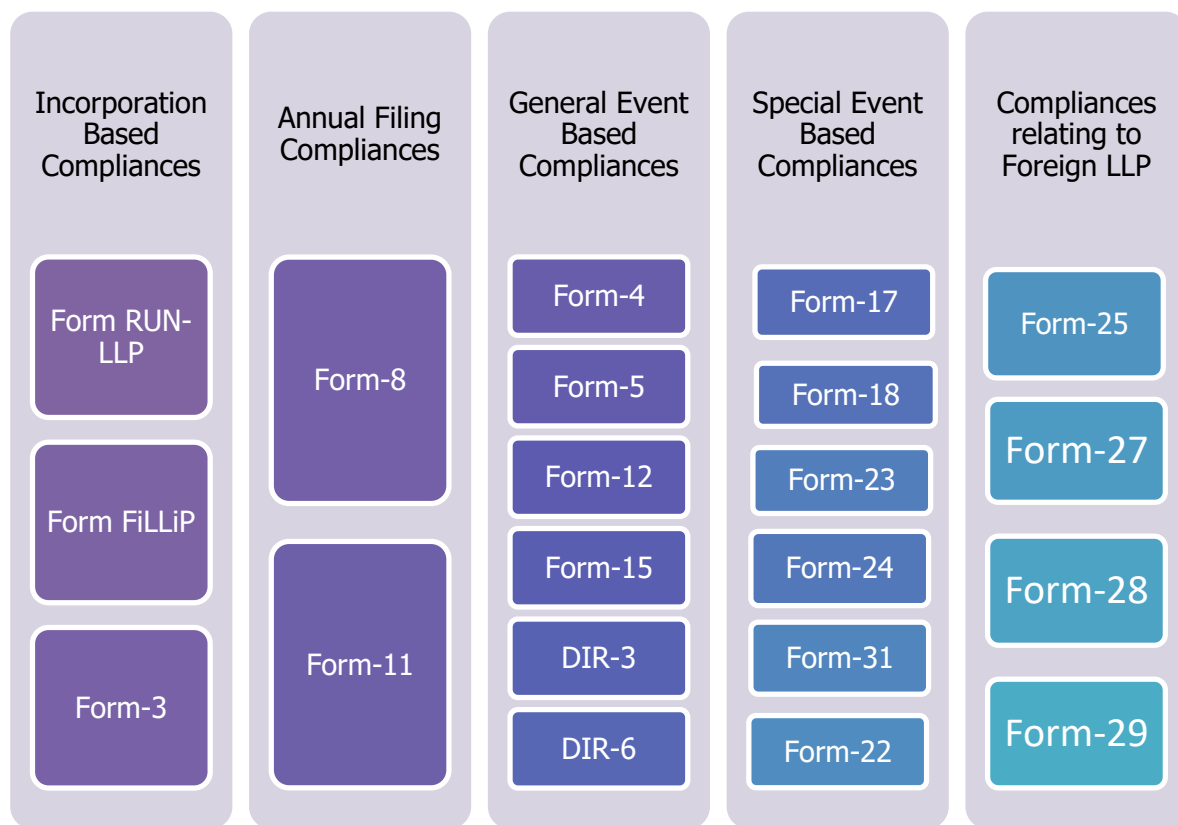 Incorporation
Based
Compliances
Form RUN-
LLP
Form FiLLiP
Form-3
Annual Filing
Compliances
Form-8
Form-11
General Event
Based
Compliances
Form-4
Form-5
Form-12
Form-15
DIR-3
DIR-6
Special Event
Based
Compliances
Form-17
Form-18
Form-23
Form-24
Form-31
Form-22
Compliances
relating to
Foreign LLP
Form-25
Form-27
Form-28
Form-29